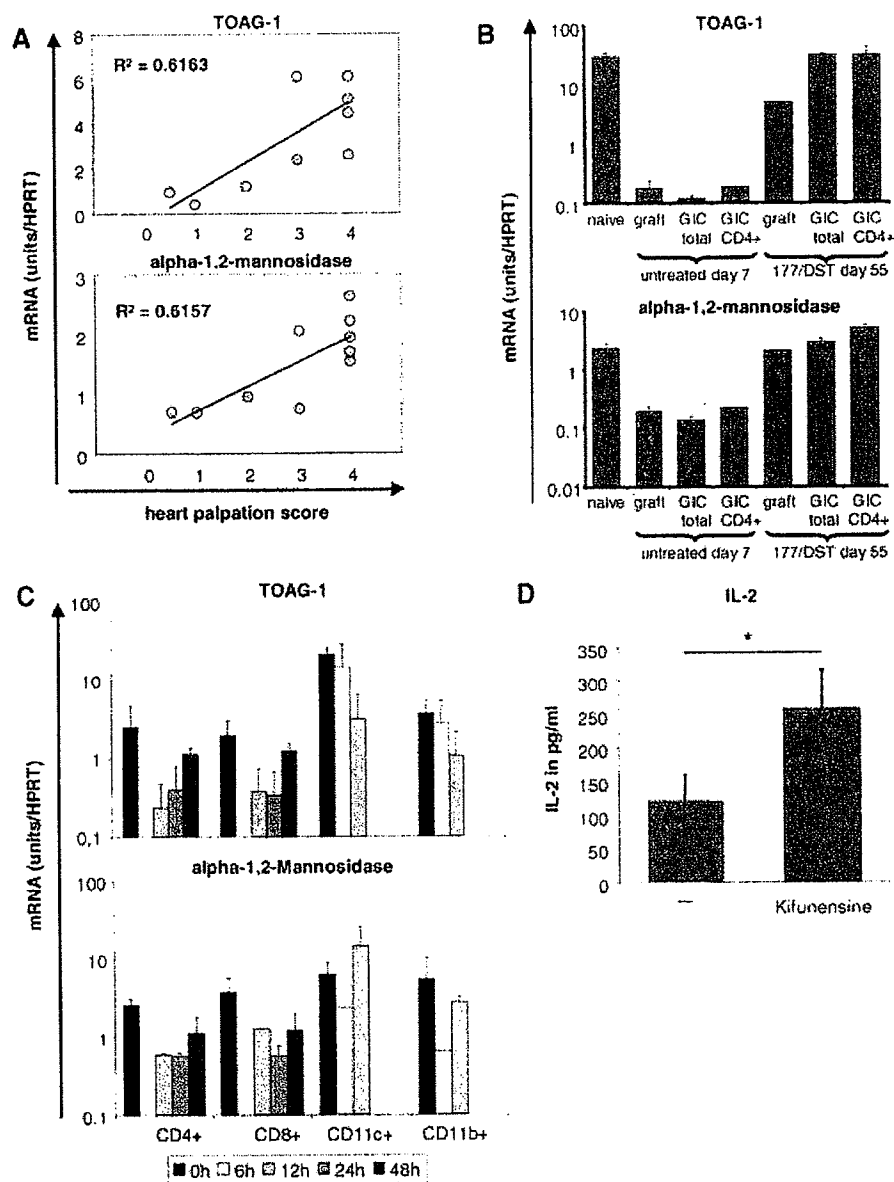 A
TOAG-1
R² = 0.6163
8
6
4
2
0
0 1 2 3 4
alpha-1,2-mannosidase
R² = 0.6157
3
2
1
0
0 1 2 3 4
mRNA (units/HPRT)
heart palpation score
B
TOAG-1
100
10
1
0.1
naive graft GIC total GIC CD4+ graft GIC total GIC CD4+
untreated day 7 177/DST day 55
alpha-1,2-mannosidase
10
1
0.1
0.01
naive graft GIC total GIC CD4+ graft GIC total GIC CD4+
untreated day 7 177/DST day 55
mRNA (units/HPRT)
C
TOAG-1
100
10
1
0,1
alpha-1,2-Mannosidase
100
10
1
0.1
mRNA (units/HPRT)
CD4+ CD8+ CD11c+ CD11b+
0h 6h 12h 24h 48h
D
IL-2
*
350
300
250
200
150
100
50
0
IL-2 in pg/ml
– Kifunensine